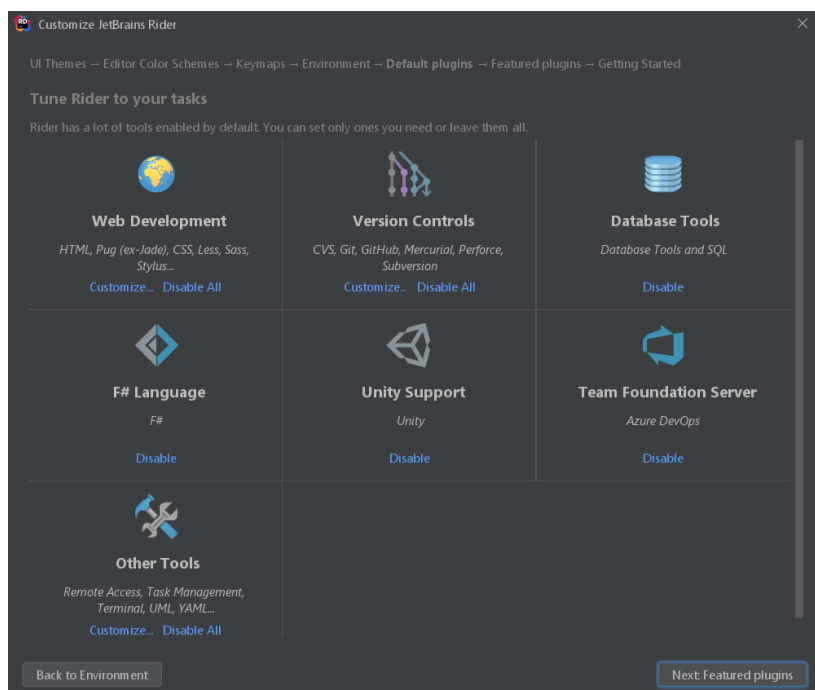 RD
Customize JetBrains Rider
UI Themes → Editor Color Schemes → Keymaps → Environment → Default plugins → Featured plugins → Getting Started
Tune Rider to your tasks
Rider has a lot of tools enabled by default. You can set only ones you need or leave them all.
Web Development
HTML, Pug (ex-Jade), CSS, Less, Sass,
Stylus...
Customize... Disable All
Version Controls
CVS, Git, GitHub, Mercurial, Perforce,
Subversion
Customize... Disable All
Database Tools
Database Tools and SQL
Disable
F# Language
F#
Disable
Unity Support
Unity
Disable
Team Foundation Server
Azure DevOps
Disable
Other Tools
Remote Access, Task Management,
Terminal, UML, YAML...
Customize... Disable All
Back to Environment
Next: Featured plugins